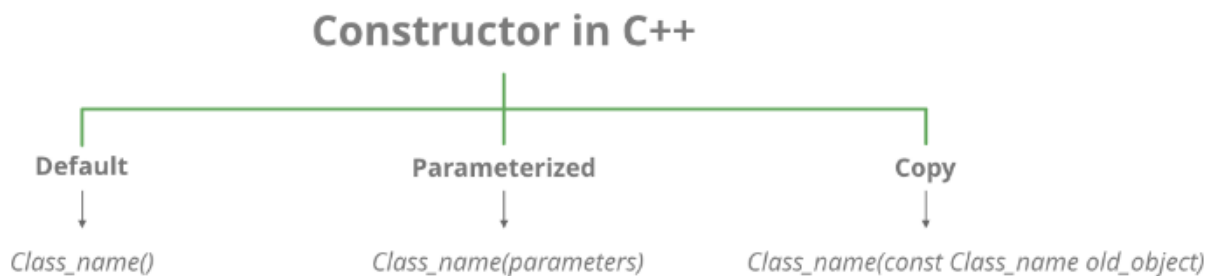 Constructor in C++
Default
Parameterized
Copy
Class_name()
Class_name(parameters)
Class_name(const Class_name old_object)